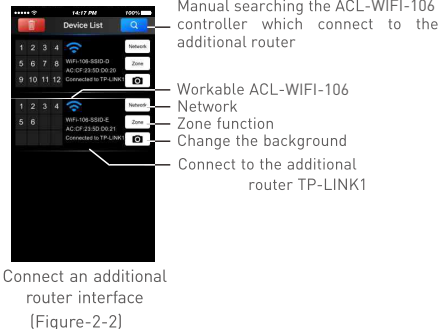 14:17 PM 100%
Device List
Manual searching the ACL-WIFI-106
controller which connect to the
additional router
1 2 3 4
5 6 7 8
9 10 11 12
WiFi-106-SSID-D
AC:CF:23:5D:D0:20
Connected to TP-LINK1
Network
Zone
1 2 3 4
5 6
WiFi-106-SSID-E
AC:CF:23:5D:D0:21
Connected to TP-LINK1
Network
Zone
Workable ACL-WIFI-106
Network
Zone function
Change the background
Connect to the additional
router TP-LINK1
Connect an additional
router interface
(Figure-2-2)